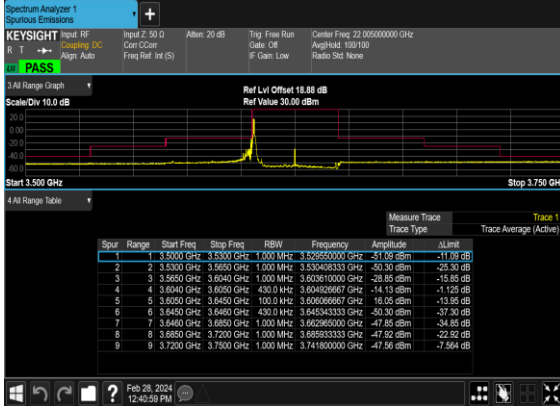 Spectrum Analyzer 1
Spurious Emissions
+
KEYSIGHT Input: RF Input Z: 50 Ω Atten: 20 dB Trig: Free Run Center Freq: 22.005000000 GHz
R T Coupling: DC Corr CCorr Gate: Off Avg|Hold: 100/100
Align: Auto Freq Ref: Int (S) IF Gain: Low Radio Std: None
LXI PASS
3 All Range Graph
Ref Lvl Offset 18.88 dB
Scale/Div 10.0 dB Ref Value 30.00 dBm
20.0
0.00
-20.0
-40.0
-60.0
Start 3.500 GHz Stop 3.750 GH
4 All Range Table
Measure Trace Trace 1
Trace Type Trace Average (Active)
Spur Range Start Freq Stop Freq RBW Frequency Amplitude ΔLimit
1 1 3.5000 GHz 3.5300 GHz 1.000 MHz 3.529550000 GHz -51.09 dBm -11.09 dB
2 2 3.5300 GHz 3.5650 GHz 1.000 MHz 3.530408333 GHz -50.30 dBm -25.30 dB
3 3 3.5650 GHz 3.6040 GHz 1.000 MHz 3.603610000 GHz -28.85 dBm -15.85 dB
4 4 3.6040 GHz 3.6050 GHz 430.0 kHz 3.604926667 GHz -14.13 dBm -1.125 dB
5 5 3.6050 GHz 3.6450 GHz 100.0 kHz 3.606066667 GHz 16.05 dBm -13.95 dB
6 6 3.6450 GHz 3.6460 GHz 430.0 kHz 3.645343333 GHz -50.30 dBm -37.30 dB
7 7 3.6460 GHz 3.6850 GHz 1.000 MHz 3.662965000 GHz -47.85 dBm -34.85 dB
8 8 3.6850 GHz 3.7200 GHz 1.000 MHz 3.685933333 GHz -47.92 dBm -22.92 dB
9 9 3.7200 GHz 3.7500 GHz 1.000 MHz 3.741800000 GHz -47.56 dBm -7.564 dB
? Feb 28, 2024
12:40:59 PM